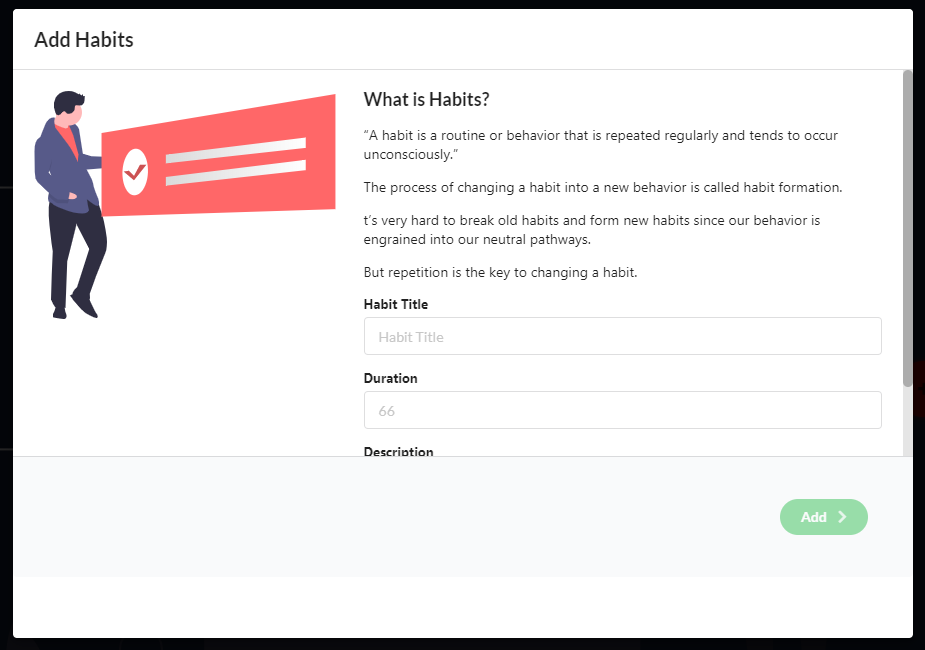 Add Habits
What is Habits?
“A habit is a routine or behavior that is repeated regularly and tends to occur
unconsciously.”
The process of changing a habit into a new behavior is called habit formation.
t’s very hard to break old habits and form new habits since our behavior is
engrained into our neutral pathways.
But repetition is the key to changing a habit.
Habit Title
Habit Title
Duration
66
Description
Add